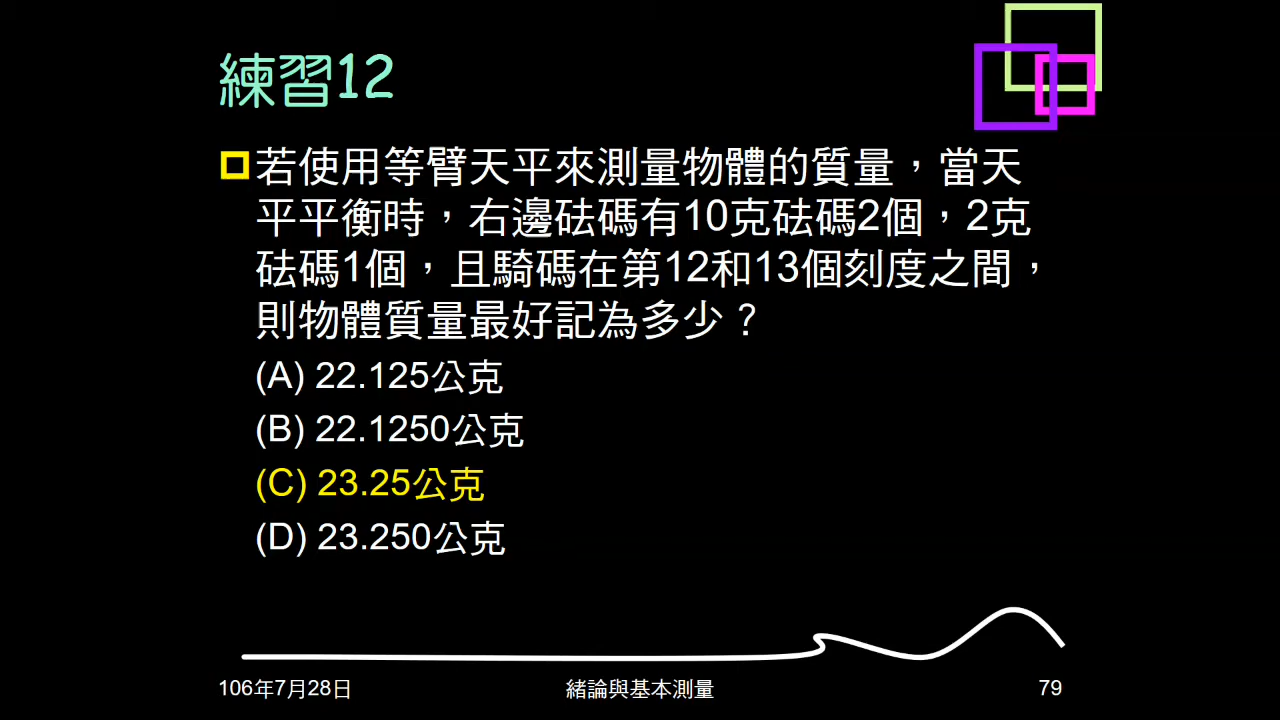 練習12
若使用等臂天平來測量物體的質量，當天
平平衡時，右邊砝碼有10克砝碼2個，2克
砝碼1個，且騎碼在第12和13個刻度之間，
則物體質量最好記為多少？
(A) 22.125公克
(B) 22.1250公克
(C) 23.25公克
(D) 23.250公克
106年7月28日
緒論與基本測量
79